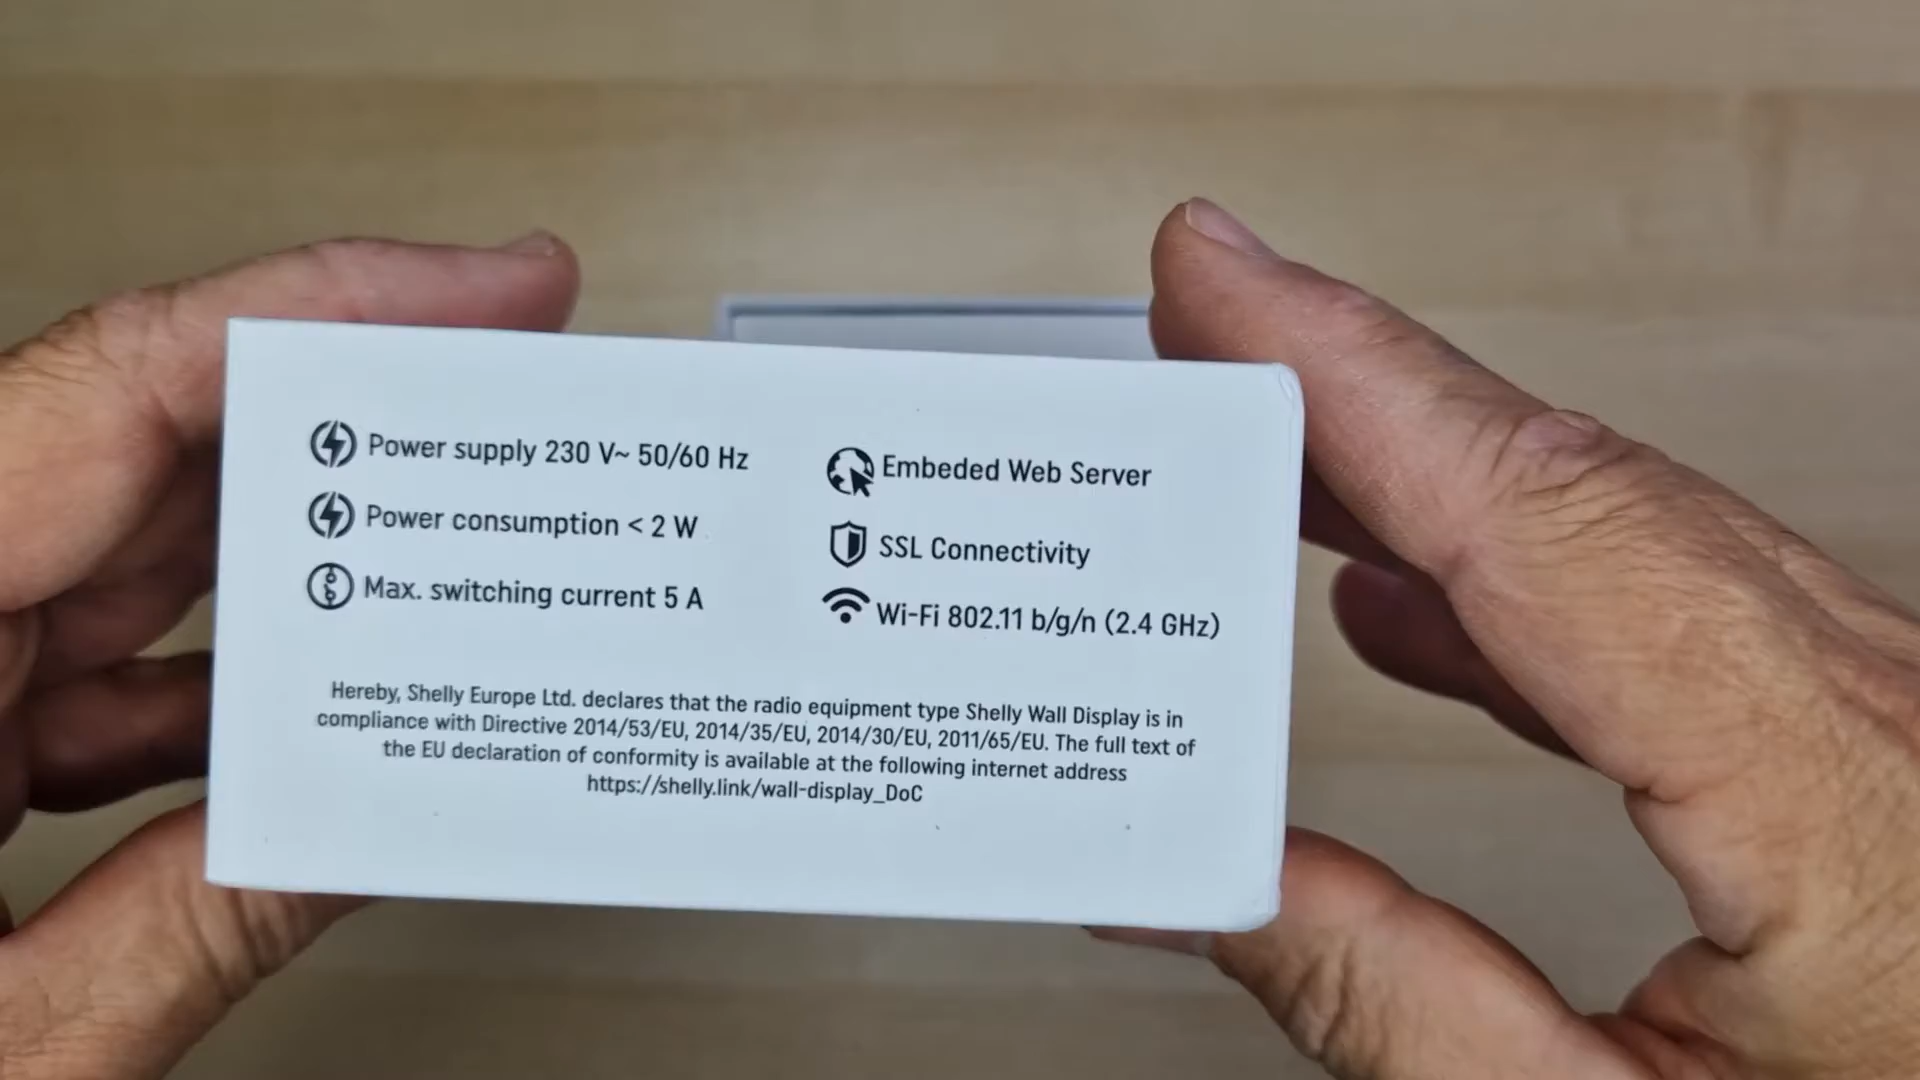 Power supply 230 V~ 50/60 Hz
Power consumption < 2 W
Max. switching current 5 A
Embeded Web Server
SSL Connectivity
Wi-Fi 802.11 b/g/n (2.4 GHz)
Hereby, Shelly Europe Ltd. declares that the radio equipment type Shelly Wall Display is in
compliance with Directive 2014/53/EU, 2014/35/EU, 2014/30/EU, 2011/65/EU. The full text of
the EU declaration of conformity is available at the following internet address
https://shelly.link/wall-display_DoC